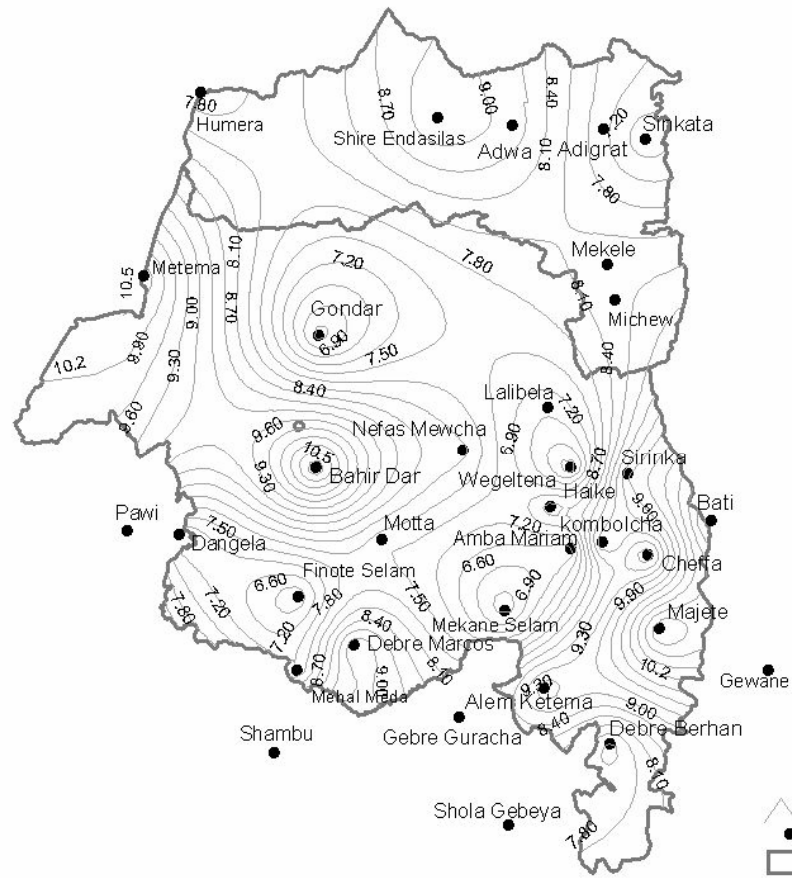 7.80
Humera
8.70
9.00
8.40
Shire Endasilas
Adwa
8.10
Adigrat
Sinkata
7.80
Mekele
8.10
Michew
8.40
10.5
Metema
8.10
8.70
9.00
7.20
7.80
Gondar
6.90
7.50
9.90
9.30
10.2
8.40
9.60
Lalibela
7.20
6.90
9.60
Nefas Mewcha
10.5
9.30
Bahir Dar
Wegeltena
8.70
Sirinka
Haike
9.60
Bati
Pawi
7.50
Dangela
Motta
7.20
kombolcha
Amba Mariam
Cheffa
6.60
Finote Selam
7.80
7.50
6.60
6.90
9.90
7.80
7.20
7.20
8.40
Mekane Selam
9.30
Majete
Debre Marcos
8.70
9.00
8.10
10.2
Mehal Meda
Gewane
9.30
Alem Ketema
9.00
8.40
Gebre Guracha
Debre Berhan
Shambu
8.10
Shola Gebeya
7.80